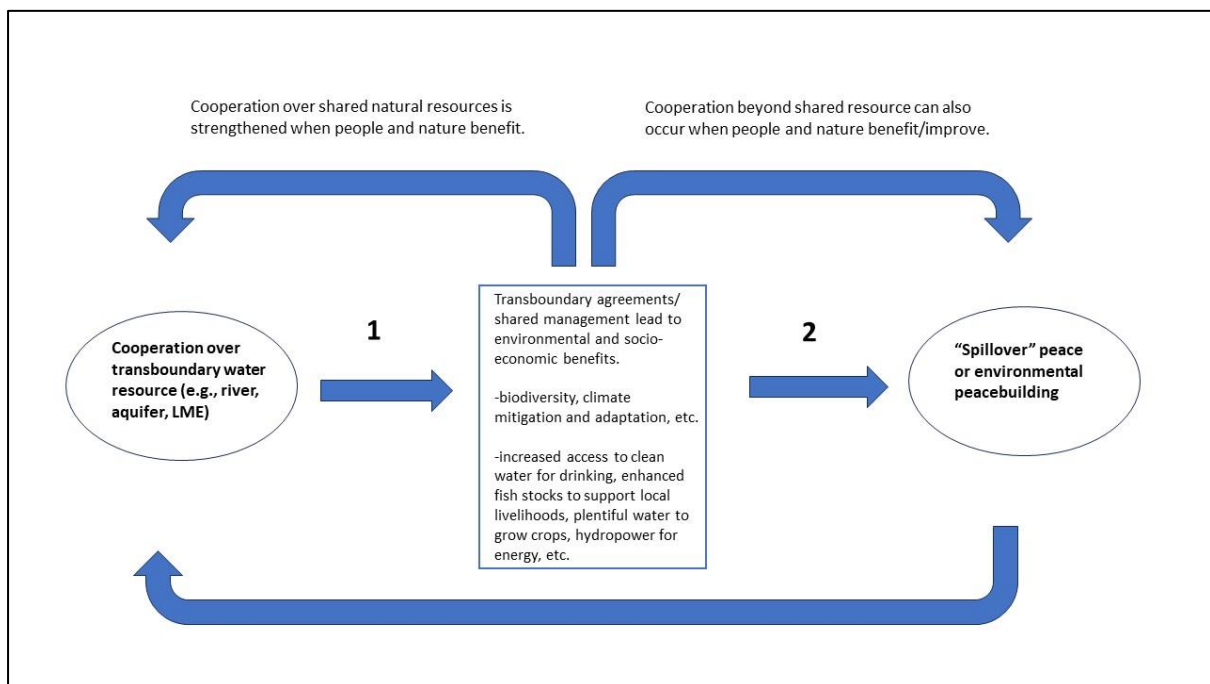 Cooperation over shared natural resources is
strengthened when people and nature benefit.
Cooperation beyond shared resource can also
occur when people and nature benefit/improve.
Cooperation over
transboundary water
resource (e.g., river,
aquifer, LME)
1
Transboundary agreements/
shared management lead to
environmental and socio-
economic benefits.
-biodiversity, climate
mitigation and adaptation, etc.
-increased access to clean
water for drinking, enhanced
fish stocks to support local
livelihoods, plentiful water to
grow crops, hydropower for
energy, etc.
2
“Spillover” peace
or environmental
peacebuilding